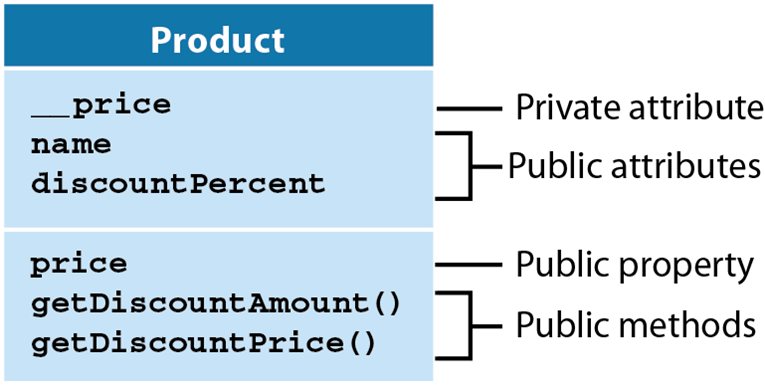 Product
__price
Private attribute
name
Public attributes
discountPercent
price
Public property
getDiscountAmount()
Public methods
getDiscountPrice()